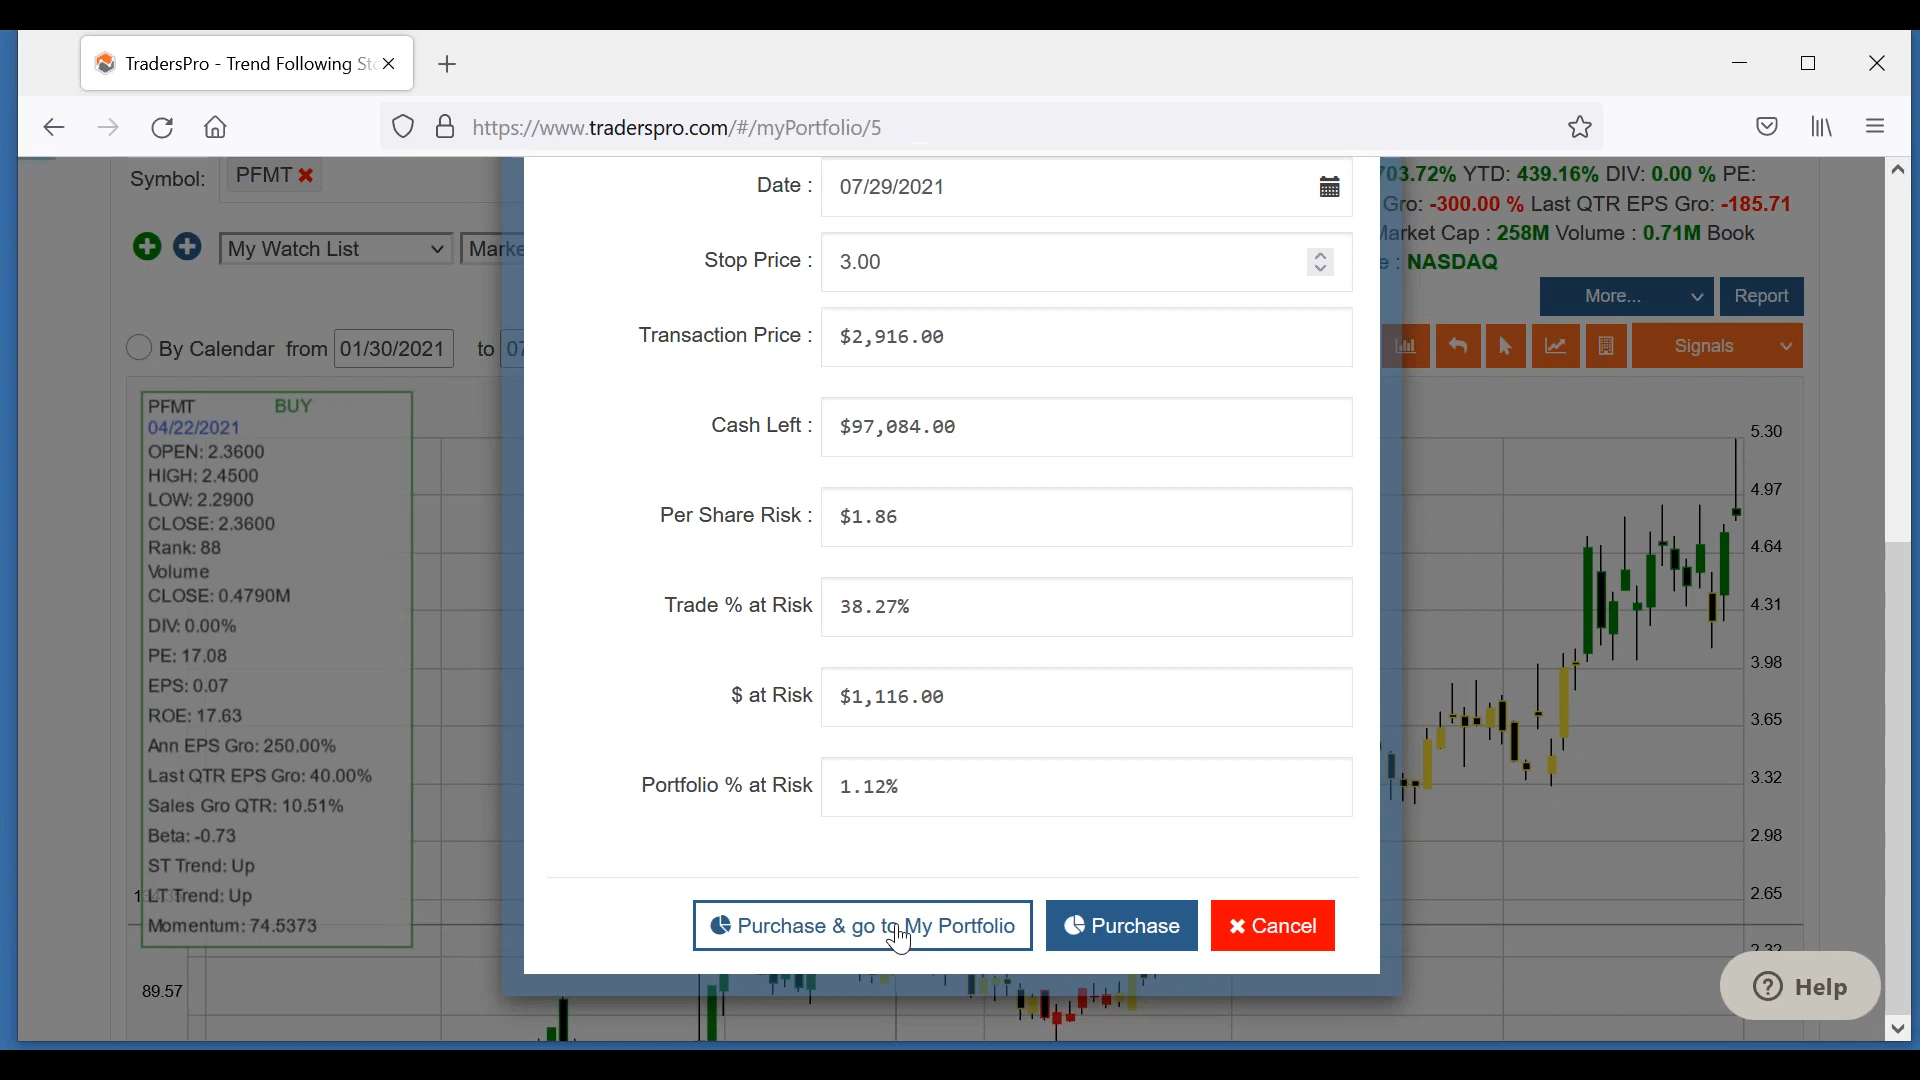 TradersPro - Trend Following Sto
https://www.traderspro.com/#/myPortfolio/5
Symbol: PFMT
My Watch List
Marke
By Calendar from 01/30/2021 to 07
PFMT BUY
04/22/2021
OPEN: 2.3600
HIGH: 2.4500
LOW: 2.2900
CLOSE: 2.3600
Rank: 88
Volume
CLOSE: 0.4790M
DIV: 0.00%
PE: 17.08
EPS: 0.07
ROE: 17.63
Ann EPS Gro: 250.00%
Last QTR EPS Gro: 40.00%
Sales Gro QTR: 10.51%
Beta: -0.73
ST Trend: Up
LT Trend: Up
Momentum: 74.5373
89.57
Date : 07/29/2021
Stop Price : 3.00
Transaction Price : $2,916.00
Cash Left : $97,084.00
Per Share Risk : $1.86
Trade % at Risk 38.27%
$ at Risk $1,116.00
Portfolio % at Risk 1.12%
Purchase & go to My Portfolio
Purchase
Cancel
703.72% YTD: 439.16% DIV: 0.00 % PE:
Gro: -300.00 % Last QTR EPS Gro: -185.71
Market Cap : 258M Volume : 0.71M Book
e : NASDAQ
More...
Report
Signals
5.30
4.97
4.64
4.31
3.98
3.65
3.32
2.98
2.65
2.32
Help